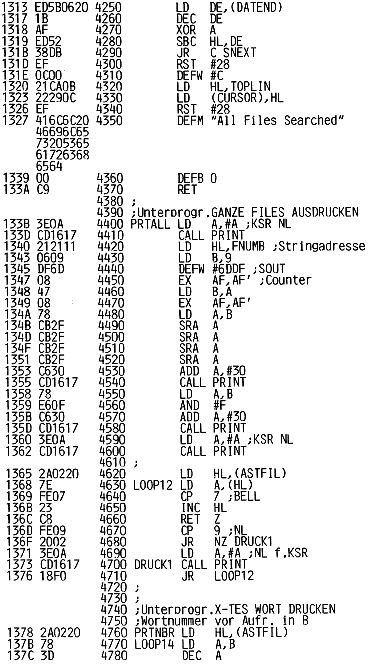 1313 ED5B0620 4250 LD DE,(DATEND)
1317 1B 4260 DEC DE
1318 AF 4270 XOR A
1319 ED52 4280 SBC HL,DE
131B 38DB 4290 JR C SNEXT
131D EF 4300 RST #28
131E 0C00 4310 DEFW #C
1320 21CA0B 4320 LD HL,TOPLIN
1323 22290C 4330 LD (CURSOR),HL
1326 EF 4340 RST #28
1327 416C6C20 4350 DEFM "All Files Searched"
46696C65
73205365
61726368
6564
1339 00 4360 DEFB 0
133A C9 4370 RET
4380 ;
4390 ;Unterprogr.GANZE FILES AUSDRUCKEN
133B 3E0A 4400 PRTALL LD A,#A ;KSR NL
133D CD1617 4410 CALL PRINT
1340 212111 4420 LD HL,FNUMB ;Stringadresse
1343 0609 4430 LD B,9
1345 DF6D 4440 DEFW #6DDF ;SOUT
1347 08 4450 EX AF,AF' ;Counter
1348 47 4460 LD B,A
1349 08 4470 EX AF,AF'
134A 78 4480 LD A,B
134B CB2F 4490 SRA A
134D CB2F 4500 SRA A
134F CB2F 4510 SRA A
1351 CB2F 4520 SRA A
1353 C630 4530 ADD A,#30
1355 CD1617 4540 CALL PRINT
1358 78 4550 LD A,B
1359 E60F 4560 AND #F
135B C630 4570 ADD A,#30
135D CD1617 4580 CALL PRINT
1360 3E0A 4590 LD A,#A ;KSR NL
1362 CD1617 4600 CALL PRINT
4610 ;
1365 2A0220 4620 LD HL,(ASTFIL)
1368 7E 4630 LOOP12 LD A,(HL)
1369 FE07 4640 CP 7 ;BELL
136B 23 4650 INC HL
136C C8 4660 RET Z
136D FE09 4670 CP 9 ;NL
136F 2002 4680 JR NZ DRUCK1
1371 3E0A 4690 LD A,#A ;NL f.KSR
1373 CD1617 4700 DRUCK1 CALL PRINT
1376 18F0 4710 JR LOOP12
4720 ;
4730 ;
4740 ;Unterprogr.X-TES WORT DRUCKEN
4750 ;Wortnummer vor Aufr. in B
1378 2A0220 4760 PRTNBR LD HL,(ASTFIL)
137B 78 4770 LOOP14 LD A,B
137C 3D 4780 DEC A